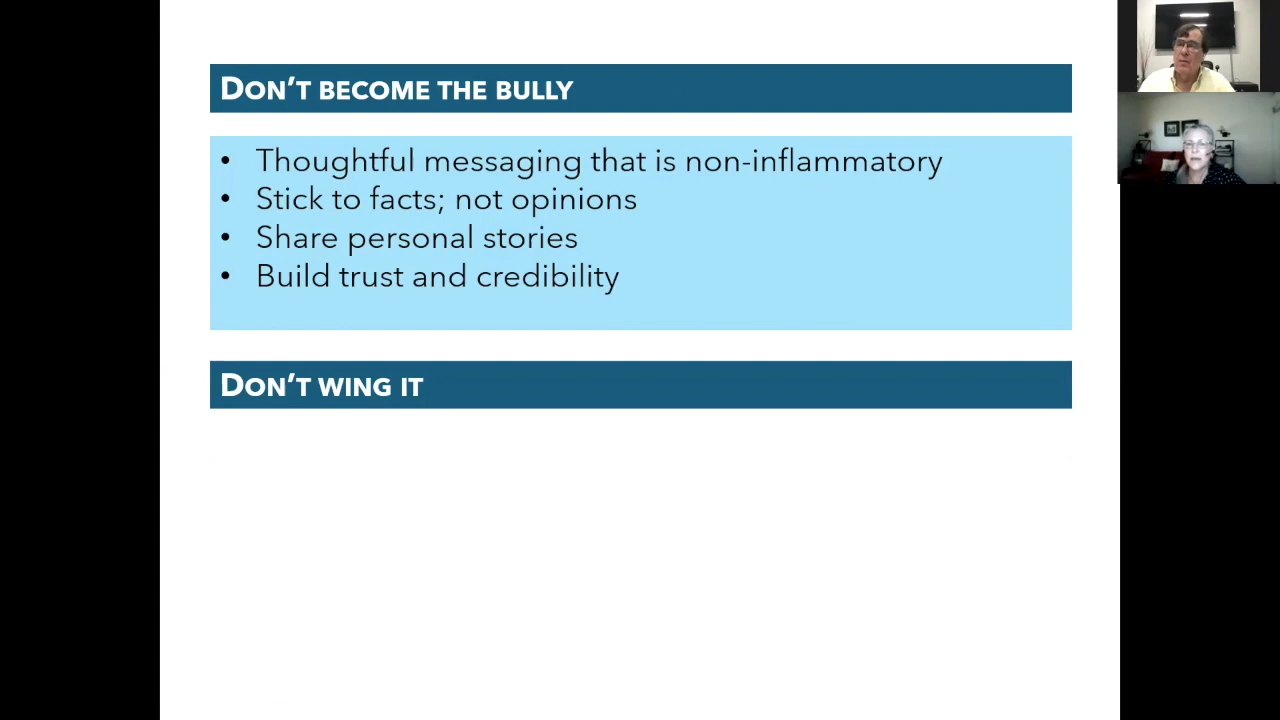 DON'T BECOME THE BULLY
• Thoughtful messaging that is non-inflammatory
• Stick to facts; not opinions
• Share personal stories
• Build trust and credibility
DON'T WING IT